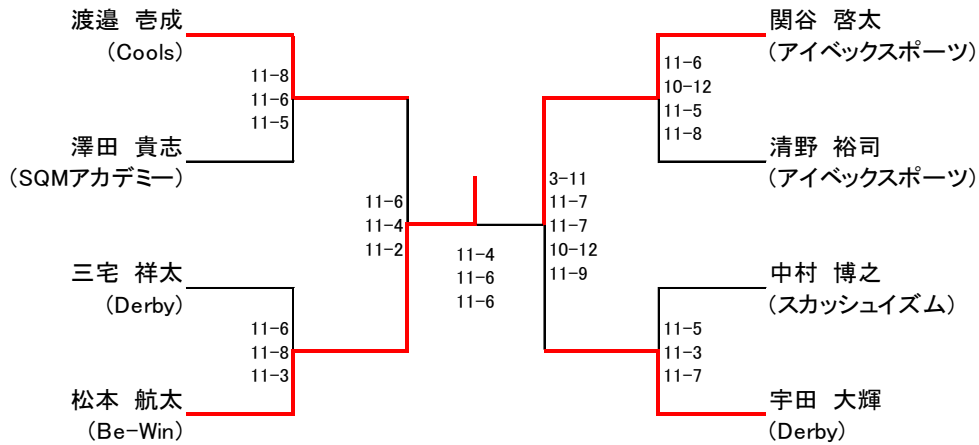 渡邉 壱成
(Cools)
11-8
11-6
11-5
澤田 貴志
(SQMアカデミー)
11-6
11-4
11-2
三宅 祥太
(Derby)
11-6
11-8
11-3
松本 航太
(Be-Win)
11-4
11-6
11-6
関谷 啓太
(アイベックスポーツ)
11-6
10-12
11-5
11-8
清野 裕司
(アイベックスポーツ)
3-11
11-7
11-7
10-12
11-9
中村 博之
(スカッシュイズム)
11-5
11-3
11-7
宇田 大輝
(Derby)